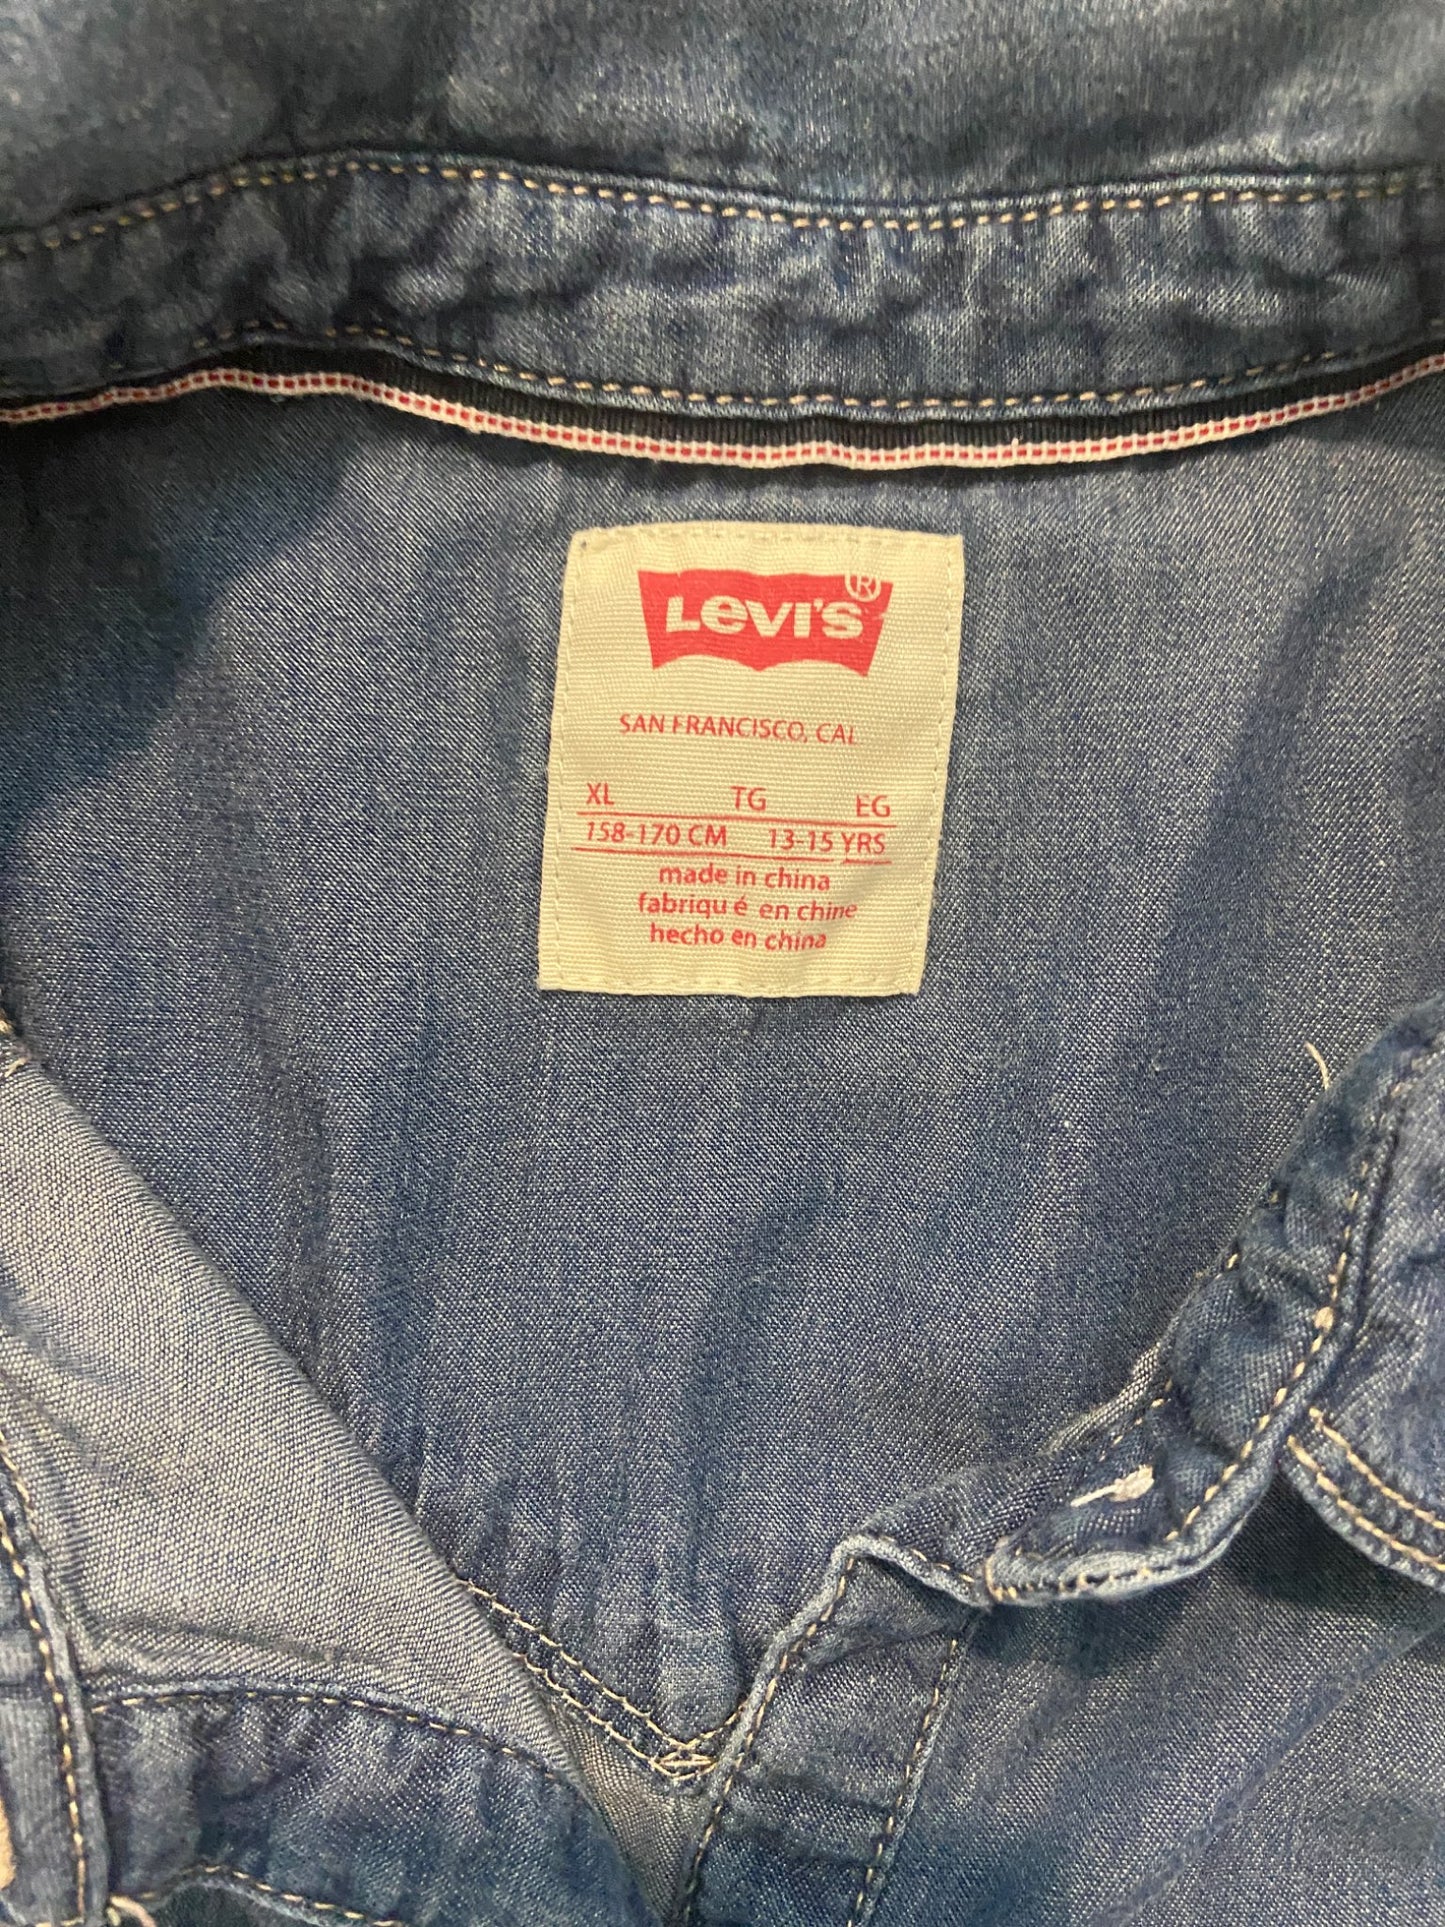 Levi's ®
SAN FRANCISCO, CAL
XL TG EG
158-170 CM 13-15 YRS
made in china
fabriqu é en chine
hecho en china